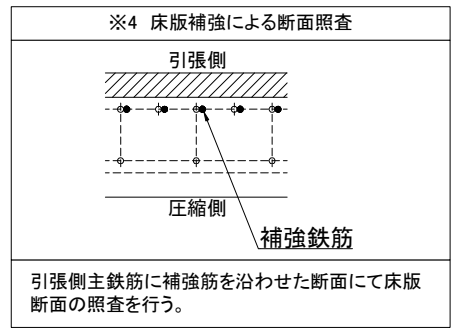 ※4 床版補強による断面照査
引張側
圧縮側
補強鉄筋
引張側主鉄筋に補強筋を沿わせた断面にて床版
断面の照査を行う。